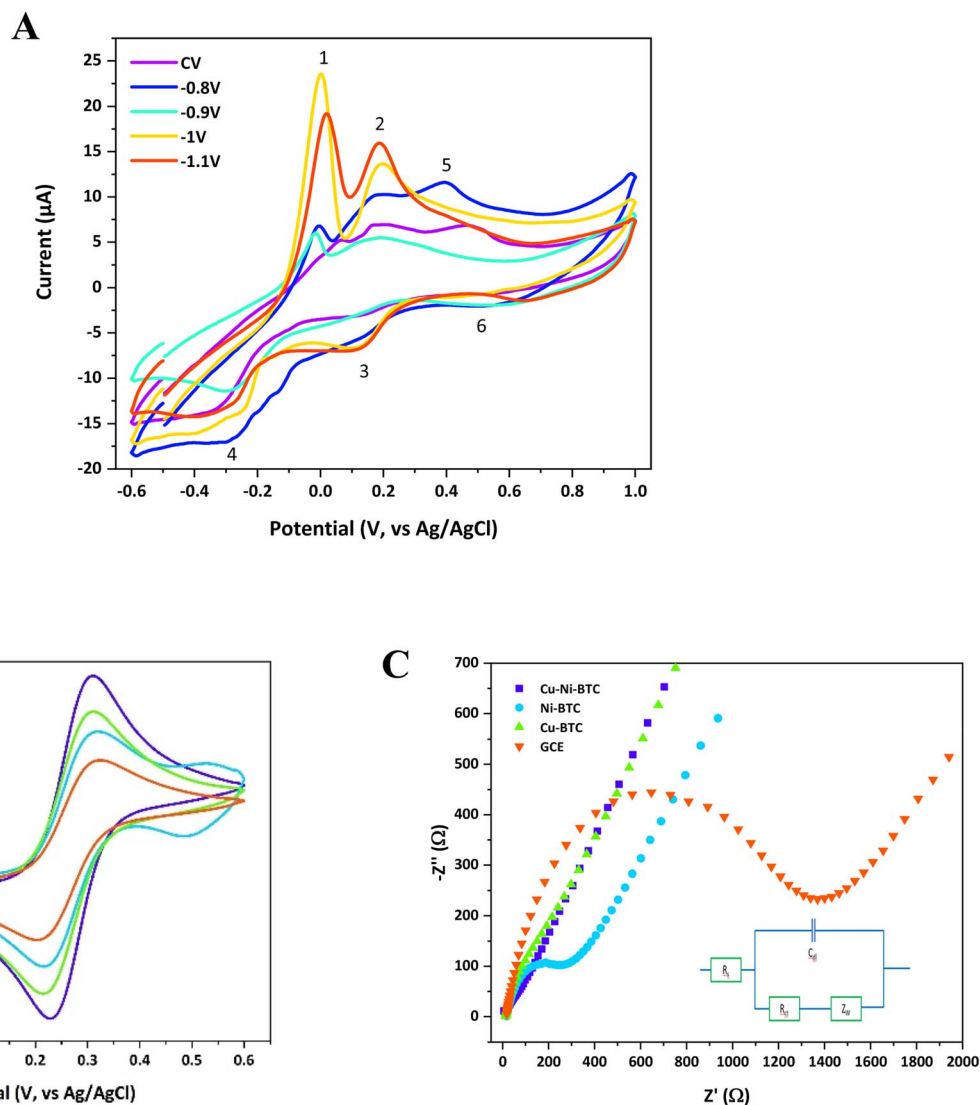 A
25
20
15
10
5
0
-5
-10
-15
-20
Current (µA)
CV
-0.8V
-0.9V
-1V
-1.1V
1
2
5
3
4
6
-0.6 -0.4 -0.2 0.0 0.2 0.4 0.6 0.8 1.0
Potential (V, vs Ag/AgCl)
0.2 0.3 0.4 0.5 0.6
al (V, vs Ag/AgCl)
C
700
600
500
400
300
200
100
0
-Z'' (Ω)
Cu-Ni-BTC
Ni-BTC
Cu-BTC
GCE
Cdl
Rs
Rct
Zw
0 200 400 600 800 1000 1200 1400 1600 1800 2000
Z' (Ω)